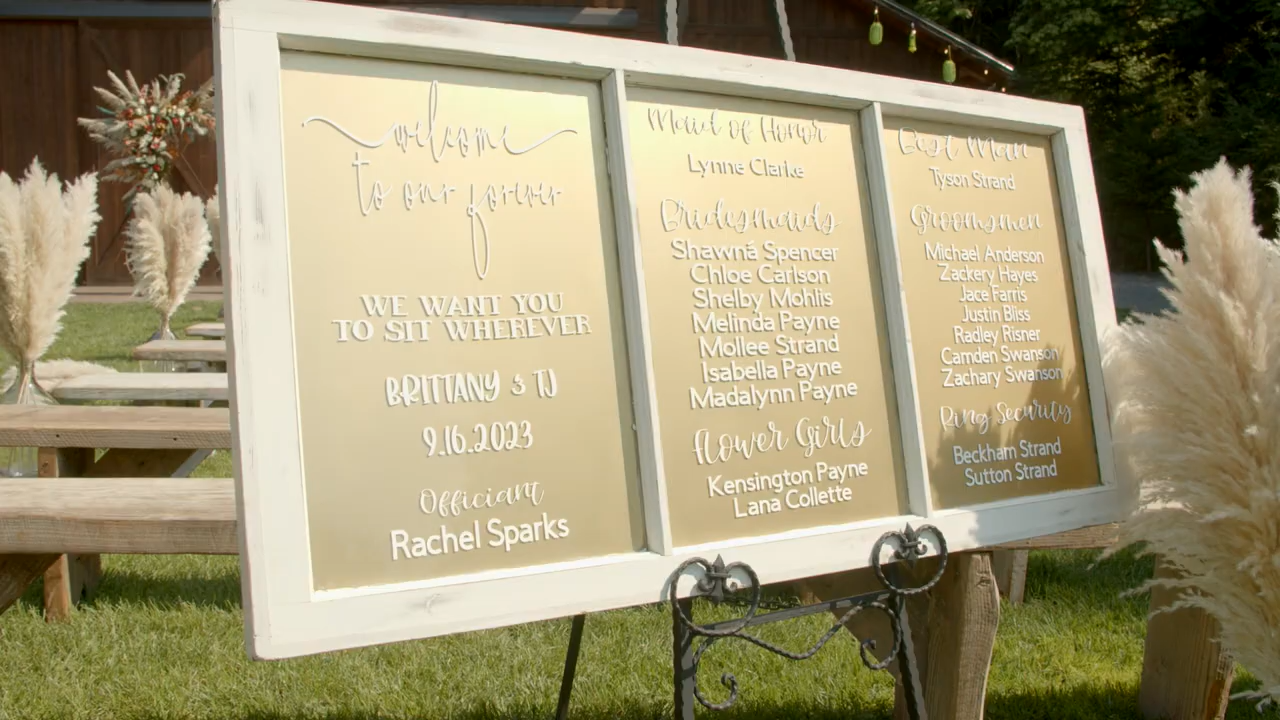 welcome
to our forever
WE WANT YOU
TO SIT WHEREVER
BRITTANY & TJ
9.16.2023
Officiant
Rachel Sparks
Maid of Honor
Lynne Clarke
Bridesmaids
Shawná Spencer
Chloe Carlson
Shelby Mohlis
Melinda Payne
Mollee Strand
Isabella Payne
Madalynn Payne
Flower Girls
Kensington Payne
Lana Collette
Best Man
Tyson Strand
Groomsmen
Michael Anderson
Zackery Hayes
Jace Farris
Justin Bliss
Radley Risner
Camden Swanson
Zachary Swanson
Ring Security
Beckham Strand
Sutton Strand